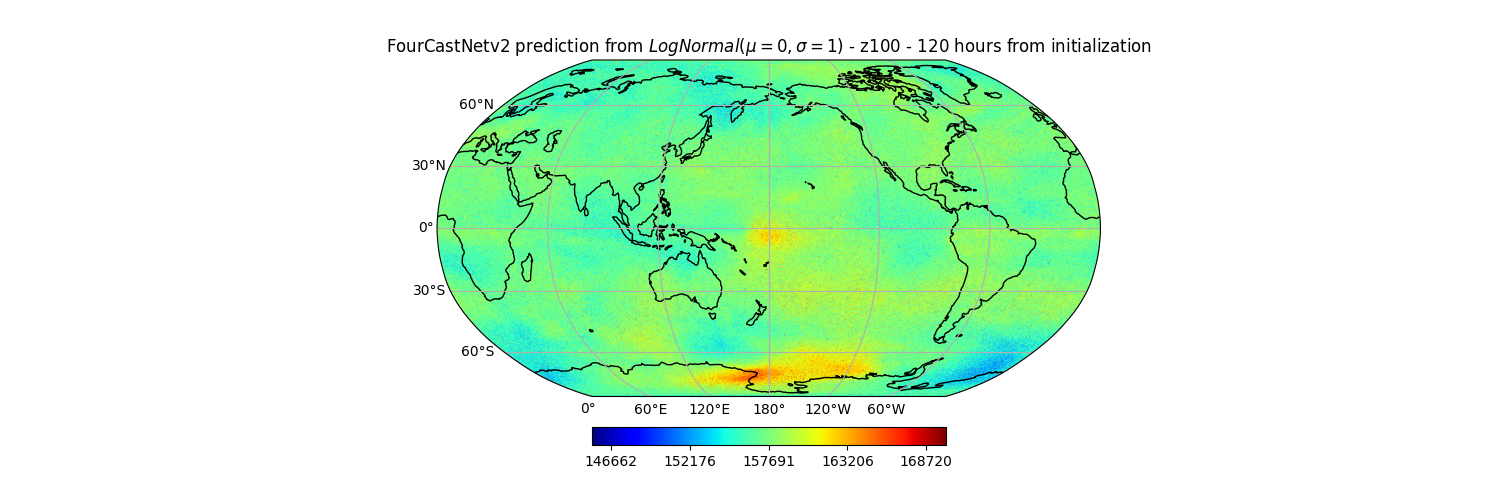 FourCastNetv2 prediction from LogNormal(μ = 0, σ = 1) - z100 - 120 hours from initialization
60°N
30°N
0°
30°S
60°S
0° 60°E 120°E 180° 120°W 60°W
146662 152176 157691 163206 168720